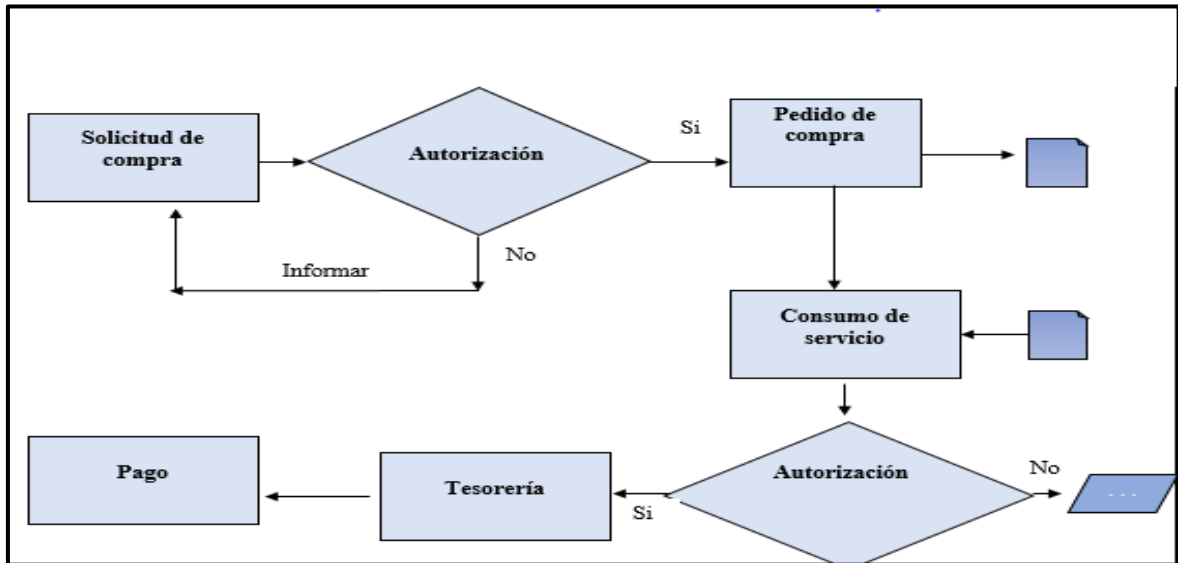 Solicitud de
compra
Autorización
Si
Pedido de
compra
No
Informar
Consumo de
servicio
Autorización
No
. . .
Si
Tesorería
Pago